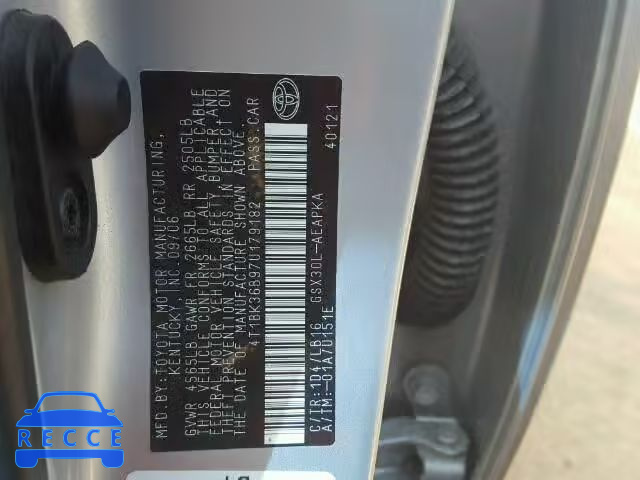 MFD. BY: TOYOTA MOTOR MANUFACTURING,
KENTUCKY, INC. 09/06
GVWR 4565LB GAWR FR 2665LB RR 2505LB
THIS VEHICLE CONFORMS TO ALL APPLICABLE
FEDERAL MOTOR VEHICLE SAFETY, BUMPER, AND
THEFT PREVENTION STANDARDS IN EFFECT ON
THE DATE OF MANUFACTURE SHOWN ABOVE.
4T1BK36B97U179182 PASS.CAR
GSX30L-AEAPKA
C/TR:1D4/LB16
A/TM:-01A/U151E
40121
RECCE